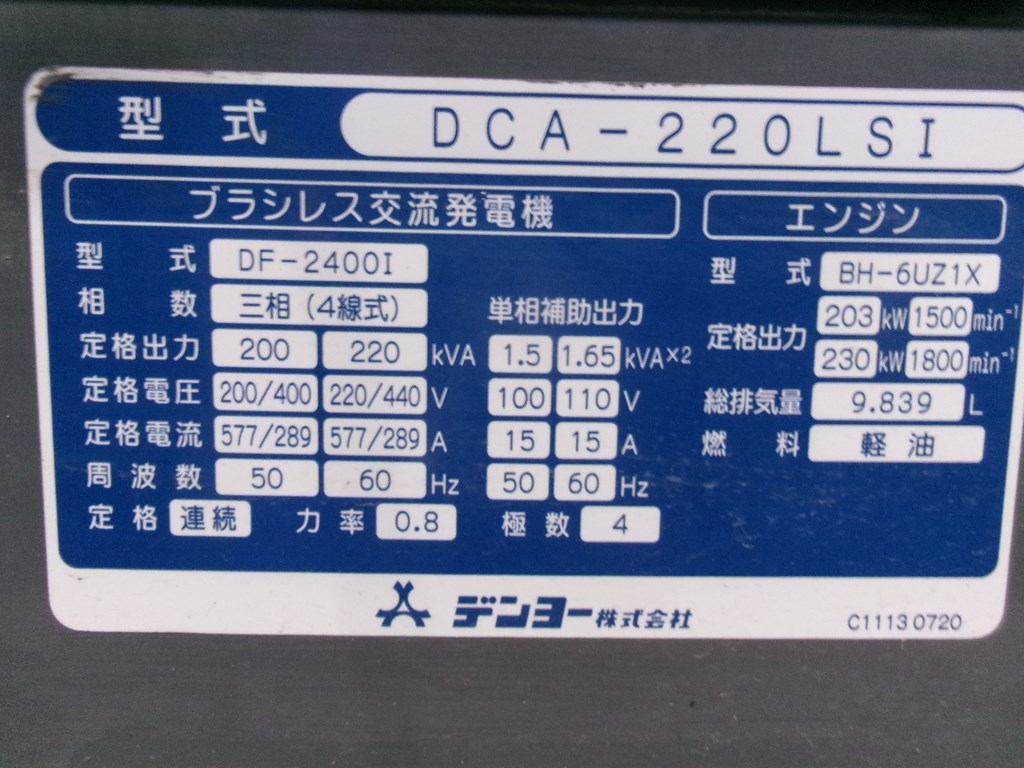 型式 DCA-220LSI
ブラシレス交流発電機
型式 DF-2400I
相数 三相(4線式)
定格出力 200 220 kVA
定格電圧 200/400 220/440 V
定格電流 577/289 577/289 A
周波数 50 60 Hz
単相補助出力
1.5 1.65 kVA×2
100 110 V
15 15 A
50 60 Hz
定格 連続 力率 0.8 極数 4
エンジン
型式 BH-6UZ1X
定格出力 203 kW 1500 min⁻¹
230 kW 1800 min⁻¹
総排気量 9.839 L
燃料 軽油
デンヨー株式会社
C1113 0720